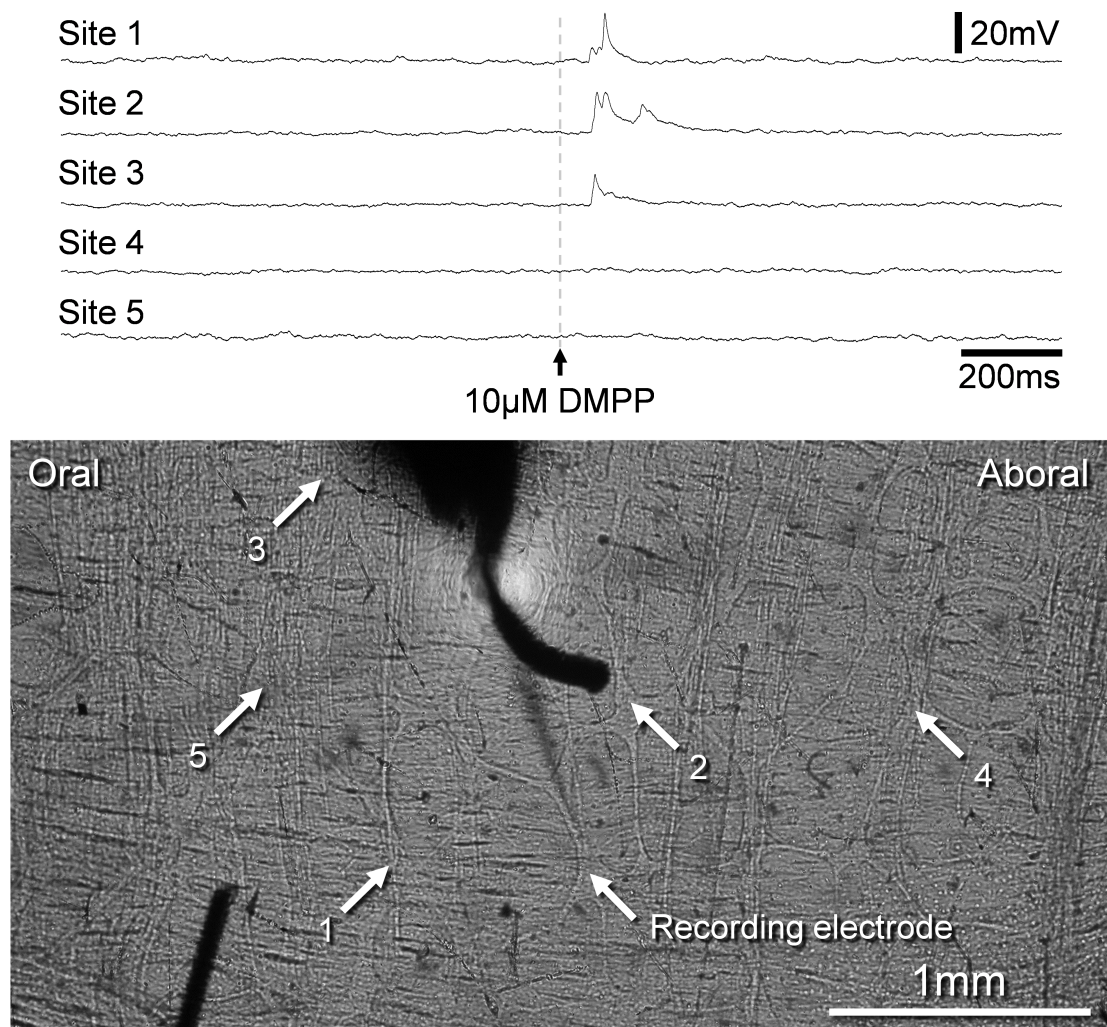 Site 1
20mV
Site 2
Site 3
Site 4
Site 5
200ms
10µM DMPP
Oral
Aboral
3
5
2
4
1
Recording electrode
1mm